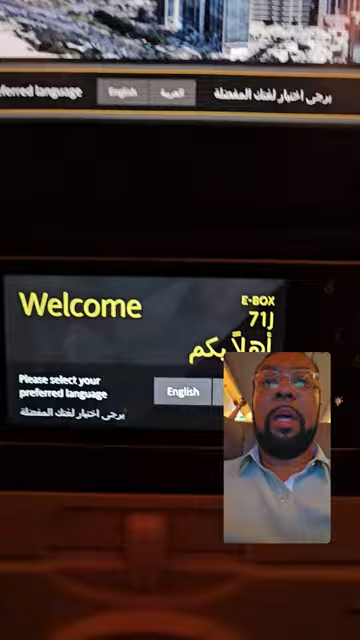 ferred language
English
العربية
يرجى اختيار لغتك المفضلة
Welcome
E-BOX
71J
أهلاً بكم
Please select your
preferred language
يرجى اختيار لغتك المفضلة
English